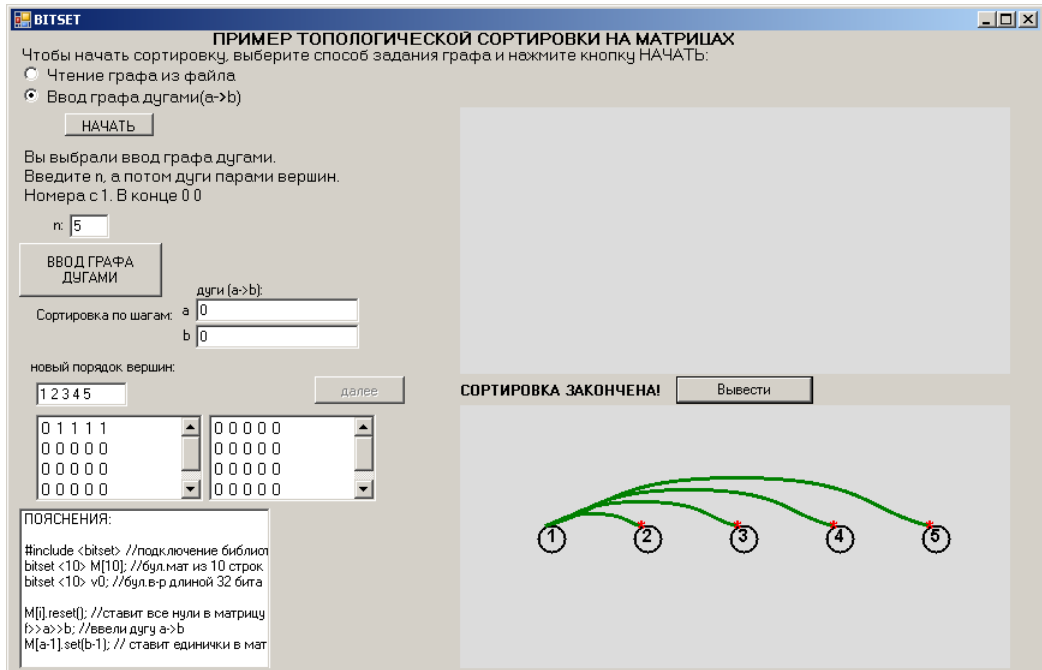 BITSET
ПРИМЕР ТОПОЛОГИЧЕСКОЙ СОРТИРОВКИ НА МАТРИЦАХ
Чтобы начать сортировку, выберите способ задания графа и нажмите кнопку НАЧАТЬ:
Чтение графа из файла
Ввод графа дугами(a->b)
НАЧАТЬ
Вы выбрали ввод графа дугами.
Введите n, а потом дуги парами вершин.
Номера с 1. В конце 0 0
n: 5
ВВОД ГРАФА
ДУГАМИ
дуги (a->b):
Сортировка по шагам: a 0
b 0
новый порядок вершин:
1 2 3 4 5
далее
СОРТИРОВКА ЗАКОНЧЕНА!
Вывести
0 1 1 1 1
0 0 0 0 0
0 0 0 0 0
0 0 0 0 0
0 0 0 0 0
0 0 0 0 0
0 0 0 0 0
0 0 0 0 0
1 2 3 4 5
ПОЯСНЕНИЯ:
#include <bitset> //подключение библиот
bitset <10> M[10]; //бул.мат из 10 строк
bitset <10> v0; //бул.в-р длиной 32 бита
M[i].reset(); //ставит все нули в матрицу
f>>a>>b; //ввели дугу a->b
M[a-1].set(b-1); // ставит единички в мат